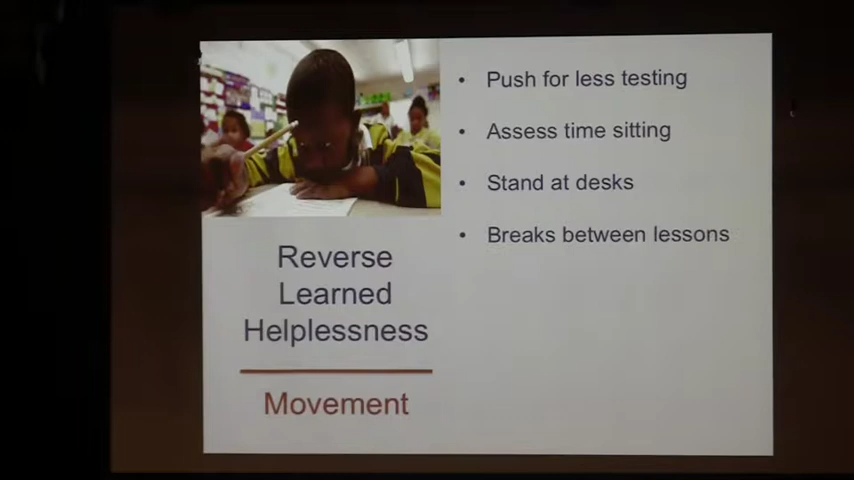 Push for less testing
Assess time sitting
Stand at desks
Breaks between lessons
Reverse
Learned
Helplessness
Movement